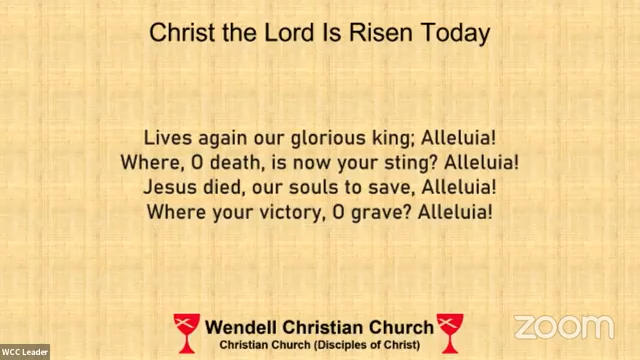 Christ the Lord Is Risen Today
Lives again our glorious king; Alleluia!
Where, O death, is now your sting? Alleluia!
Jesus died, our souls to save, Alleluia!
Where your victory, O grave? Alleluia!
Wendell Christian Church
Christian Church (Disciples of Christ)
zoom
WCC Leader